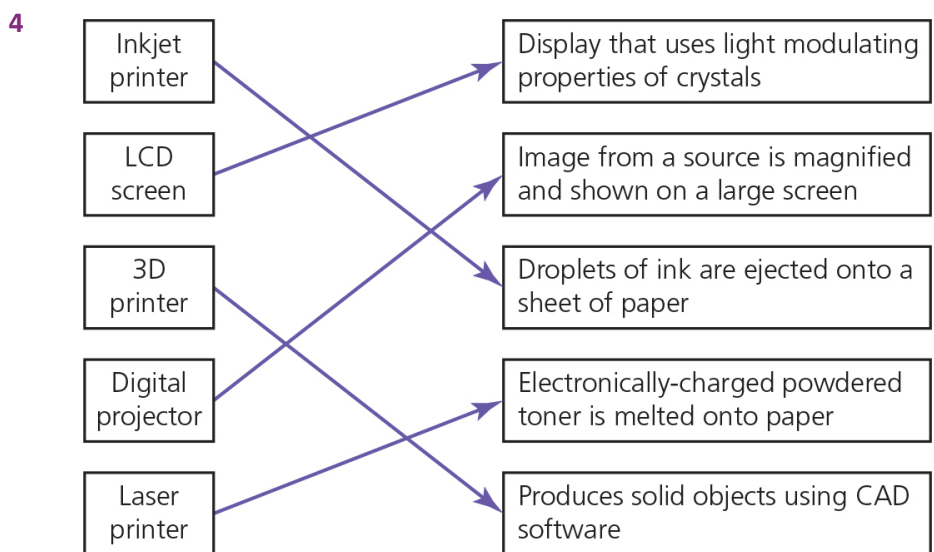 4
Inkjet
printer
Display that uses light modulating
properties of crystals
LCD
screen
Image from a source is magnified
and shown on a large screen
3D
printer
Droplets of ink are ejected onto a
sheet of paper
Digital
projector
Electronically-charged powdered
toner is melted onto paper
Laser
printer
Produces solid objects using CAD
software